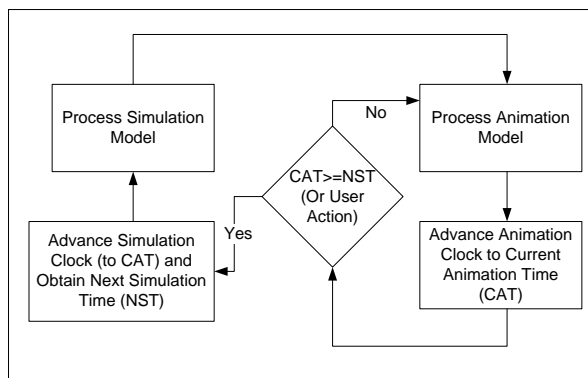 Process Simulation
Model
Process Animation
Model
No
CAT>=NST
(Or User
Action)
Yes
Advance Simulation
Clock (to CAT) and
Obtain Next Simulation
Time (NST)
Advance Animation
Clock to Current
Animation Time
(CAT)